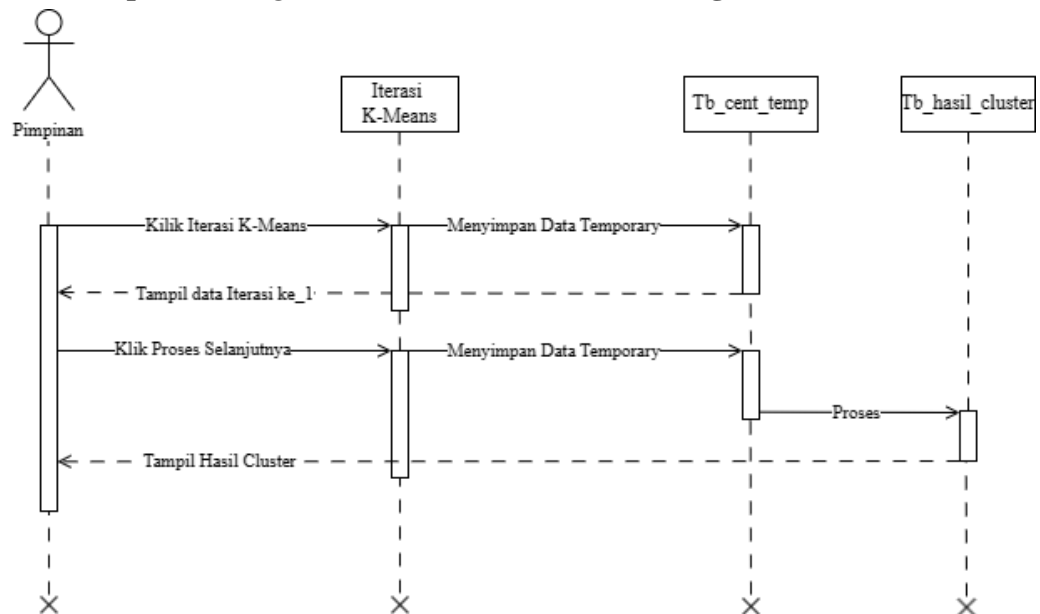 Pimpinan
Iterasi
K-Means
Tb_cent_temp
Tb_hasil_cluster
Kilik Iterasi K-Means
Menyimpan Data Temporary
Tampil data Iterasi ke_1
Klik Proses Selanjutnya
Menyimpan Data Temporary
Proses
Tampil Hasil Cluster